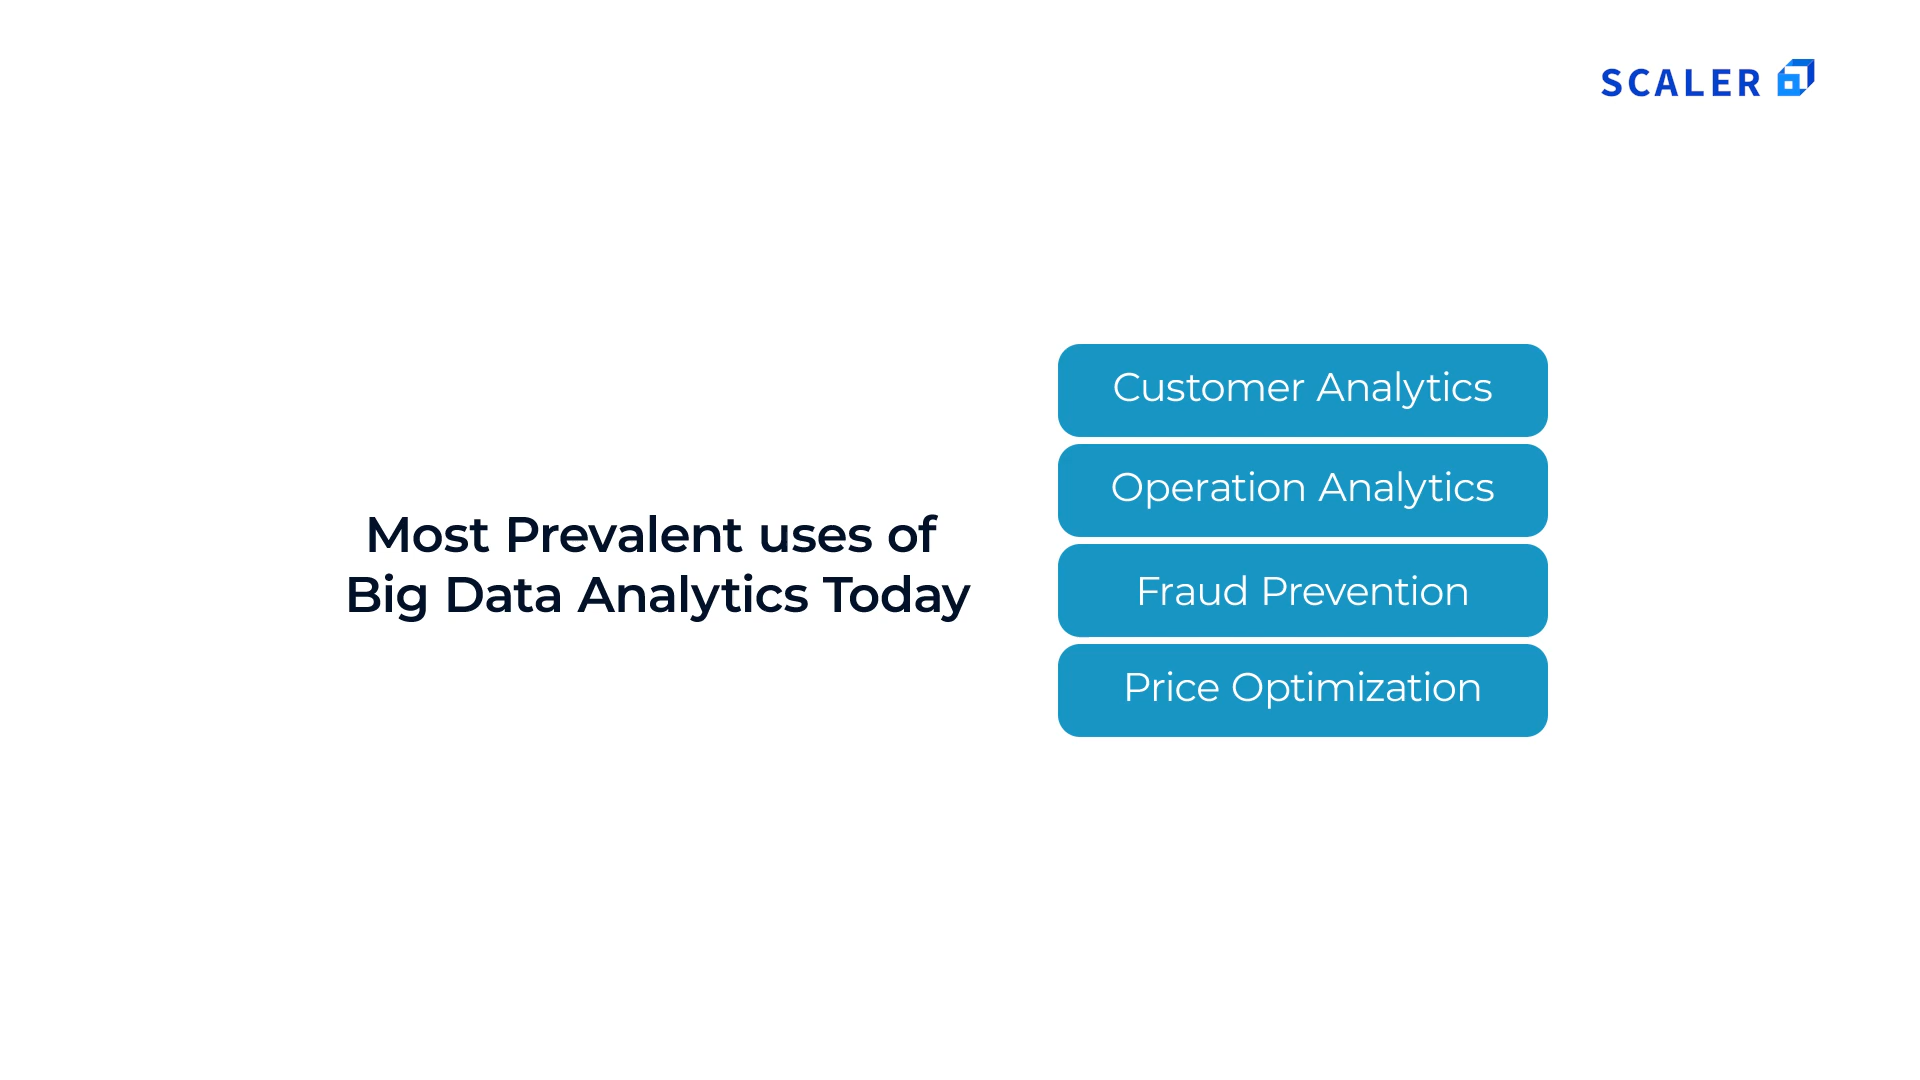 SCALER
Most Prevalent uses of
Big Data Analytics Today
Customer Analytics
Operation Analytics
Fraud Prevention
Price Optimization